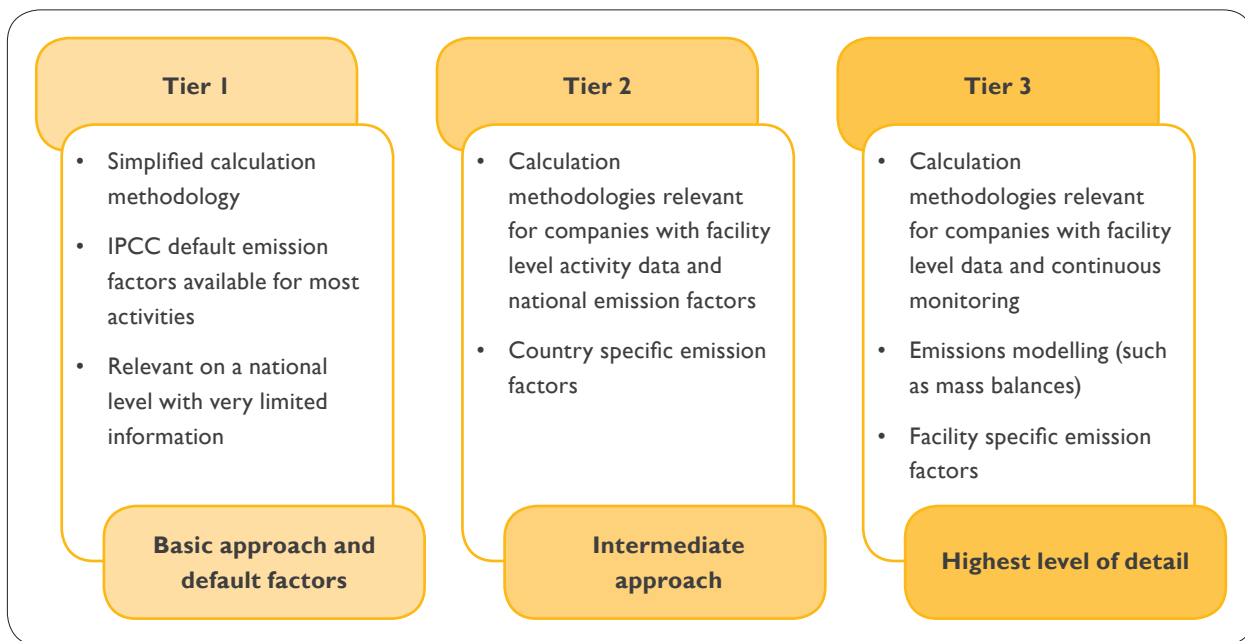 Tier 1
• Simplified calculation
methodology
• IPCC default emission
factors available for most
activities
• Relevant on a national
level with very limited
information
Basic approach and
default factors
Tier 2
• Calculation
methodologies relevant
for companies with facility
level activity data and
national emission factors
• Country specific emission
factors
Intermediate
approach
Tier 3
• Calculation
methodologies relevant
for companies with facility
level data and continuous
monitoring
• Emissions modelling (such
as mass balances)
• Facility specific emission
factors
Highest level of detail